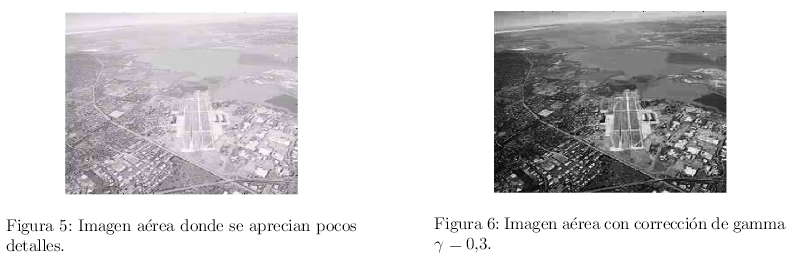 Figura 5: Imagen aérea donde se aprecian pocos
detalles.
Figura 6: Imagen aérea con corrección de gamma
γ = 0,3.